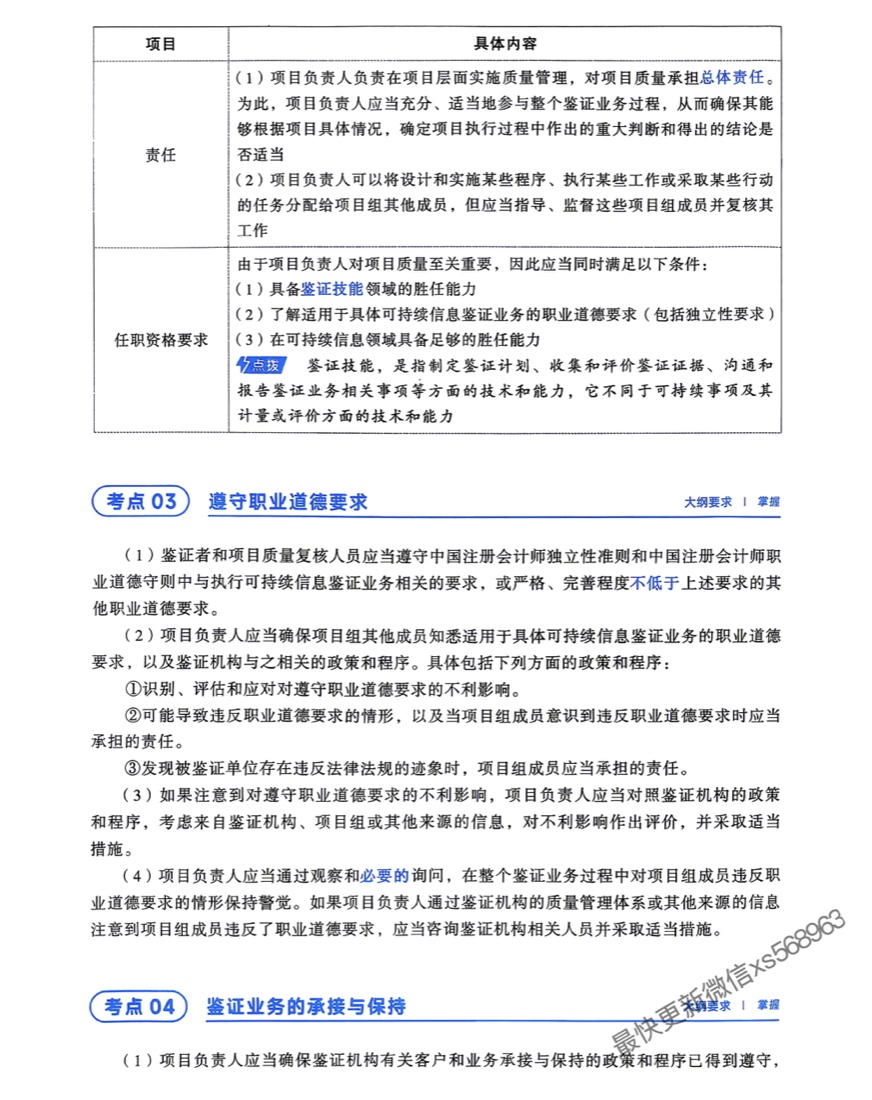 项目 具体内容
责任
（1）项目负责人负责在项目层面实施质量管理，对项目质量承担总体责任。
为此，项目负责人应当充分、适当地参与整个鉴证业务过程，从而确保其能
够根据项目具体情况，确定项目执行过程中作出的重大判断和得出的结论是
否适当
（2）项目负责人可以将设计和实施某些程序、执行某些工作或采取某些行动
的任务分配给项目组其他成员，但应当指导、监督这些项目组成员并复核其
工作
任职资格要求
由于项目负责人对项目质量至关重要，因此应当同时满足以下条件：
（1）具备鉴证技能领域的胜任能力
（2）了解适用于具体可持续信息鉴证业务的职业道德要求（包括独立性要求）
（3）在可持续信息领域具备足够的胜任能力
点拨 鉴证技能，是指制定鉴证计划、收集和评价鉴证证据、沟通和
报告鉴证业务相关事项等方面的技术和能力，它不同于可持续事项及其
计量或评价方面的技术和能力
考点 03 遵守职业道德要求 大纲要求 | 掌握
（1）鉴证者和项目质量复核人员应当遵守中国注册会计师独立性准则和中国注册会计师职
业道德守则中与执行可持续信息鉴证业务相关的要求，或严格、完善程度不低于上述要求的其
他职业道德要求。
（2）项目负责人应当确保项目组其他成员知悉适用于具体可持续信息鉴证业务的职业道德
要求，以及鉴证机构与之相关的政策和程序。具体包括下列方面的政策和程序：
①识别、评估和应对对遵守职业道德要求的不利影响。
②可能导致违反职业道德要求的情形，以及当项目组成员意识到违反职业道德要求时应当
承担的责任。
③发现被鉴证单位存在违反法律法规的迹象时，项目组成员应当承担的责任。
（3）如果注意到对遵守职业道德要求的不利影响，项目负责人应当对照鉴证机构的政策
和程序，考虑来自鉴证机构、项目组或其他来源的信息，对不利影响作出评价，并采取适当
措施。
（4）项目负责人应当通过观察和必要的询问，在整个鉴证业务过程中对项目组成员违反职
业道德要求的情形保持警觉。如果项目负责人通过鉴证机构的质量管理体系或其他来源的信息
注意到项目组成员违反了职业道德要求，应当咨询鉴证机构相关人员并采取适当措施。
考点 04 鉴证业务的承接与保持 大纲要求 | 掌握
（1）项目负责人应当确保鉴证机构有关客户和业务承接与保持的政策和程序已得到遵守，
最快更新微信xs568963